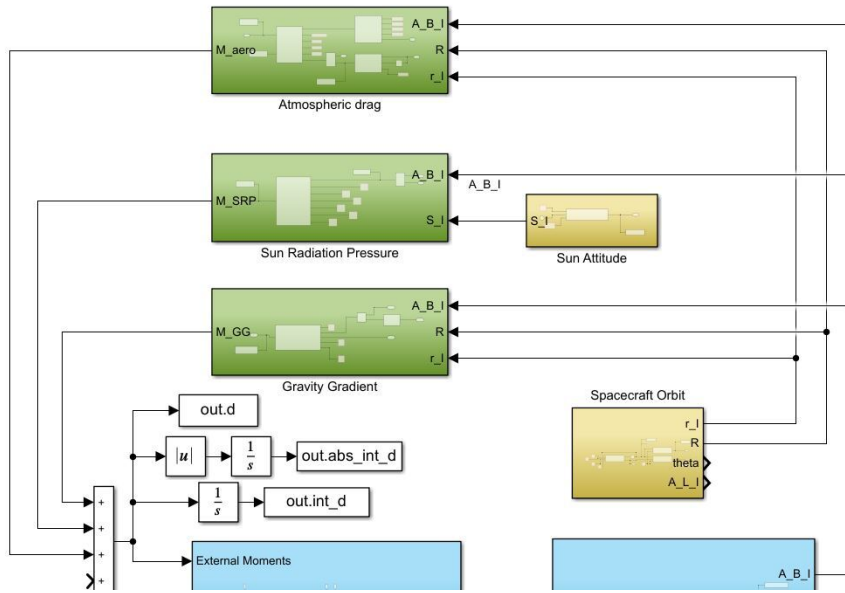 A_B_I
M_aero
R
r_I
Atmospheric drag
A_B_I
M_SRP
A_B_I
S_I
S_I
Sun Radiation Pressure
Sun Attitude
A_B_I
M_GG
R
r_I
Gravity Gradient
Spacecraft Orbit
out.d
r_I
R
|u|
1
s
out.abs_int_d
theta
A_L_I
1
s
out.int_d
+
+
+
+
External Moments
A_B_I